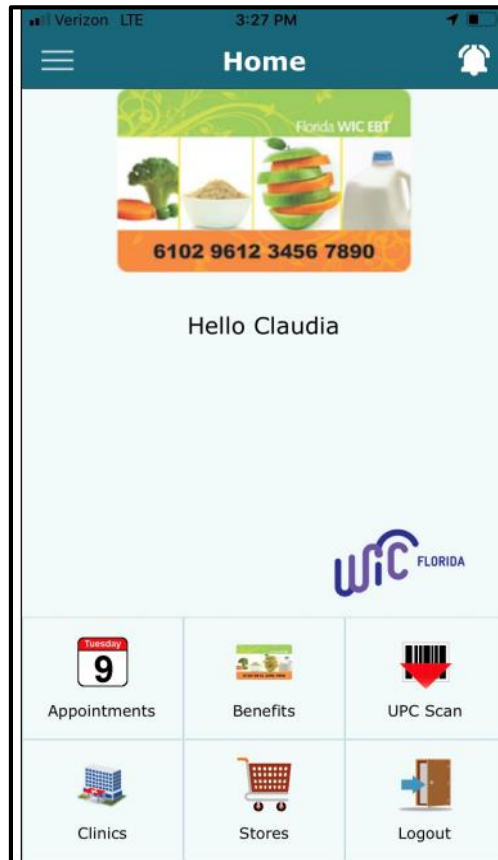 Verizon LTE 3:27 PM
Home
Florida WIC EBT
6102 9612 3456 7890
Hello Claudia
WiC FLORIDA
Tuesday
9
Appointments Benefits UPC Scan
Clinics Stores Logout